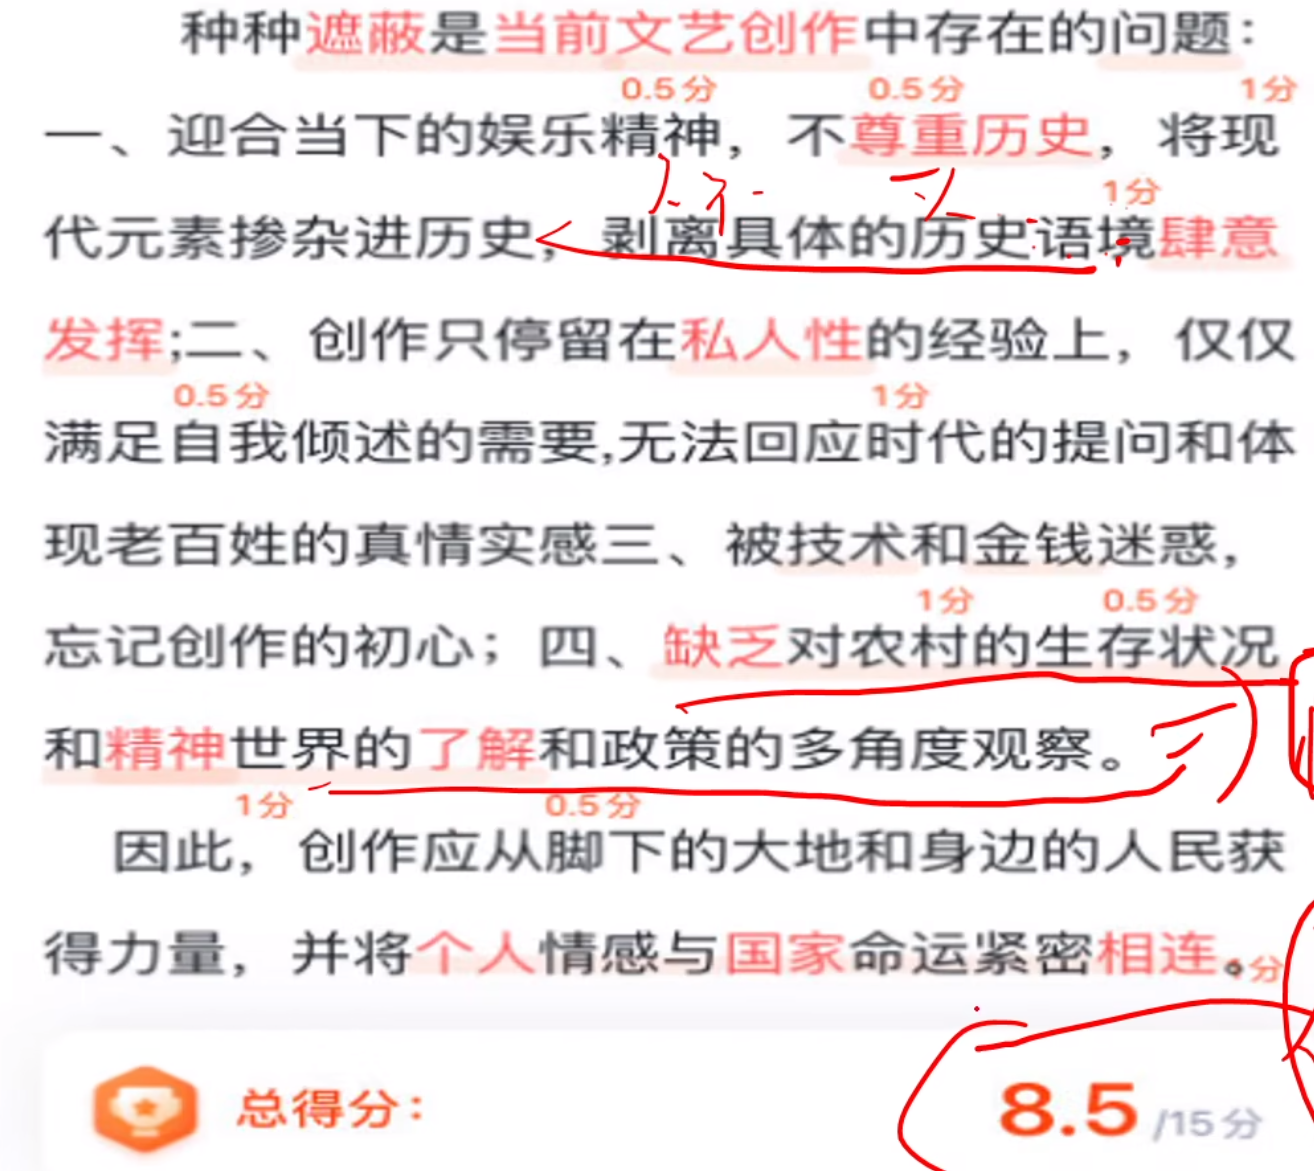 种种遮蔽是当前文艺创作中存在的问题：
0.5分 0.5分 1分
一、迎合当下的娱乐精神，不尊重历史，将现
1分
代元素掺杂进历史，剥离具体的历史语境肆意
发挥;二、创作只停留在私人性的经验上，仅仅
0.5分 1分
满足自我倾述的需要,无法回应时代的提问和体
现老百姓的真情实感三、被技术和金钱迷惑，
1分 0.5分
忘记创作的初心；四、缺乏对农村的生存状况
和精神世界的了解和政策的多角度观察。
1分 0.5分
因此，创作应从脚下的大地和身边的人民获
得力量，并将个人情感与国家命运紧密相连。
分
总得分：
8.5 /15分